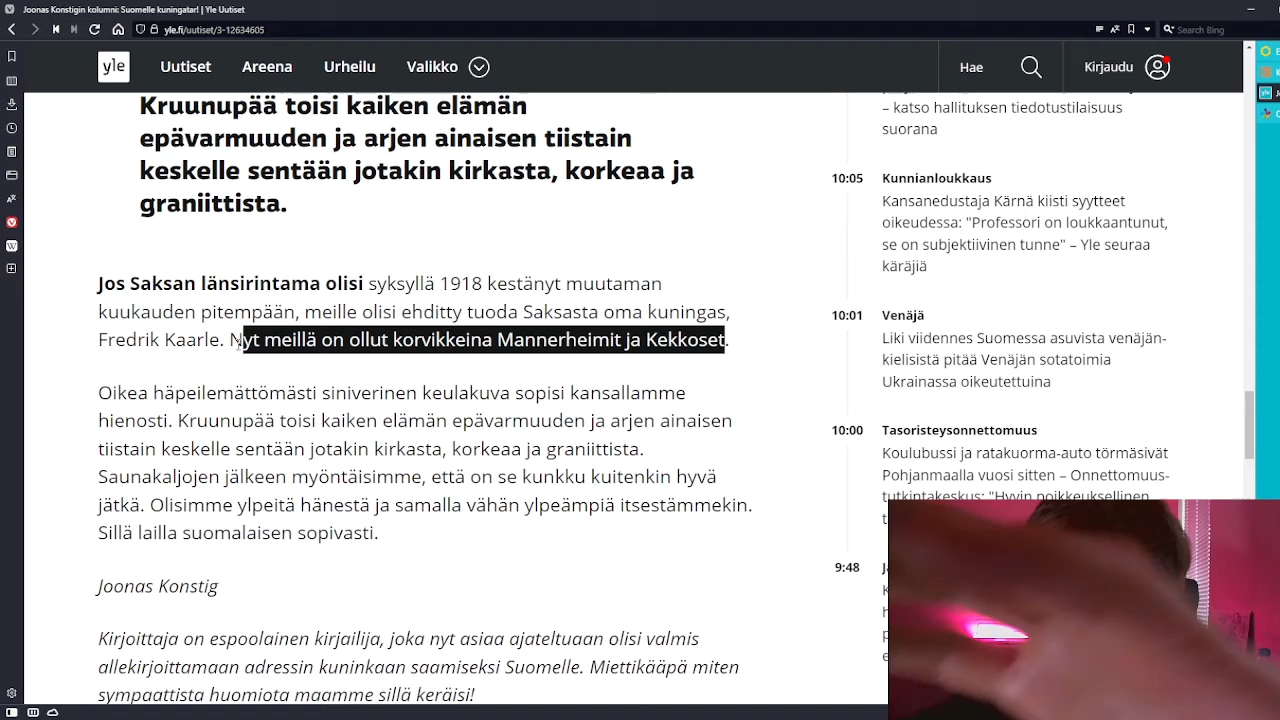 Joonas Konstigin kolumni: Suomelle kuningatar! | Yle Uutiset
yle.fi/uutiset/3-12634605
Search Bing
yle
Uutiset
Areena
Urheilu
Valikko
Hae
Kirjaudu
Kruunupää toisi kaiken elämän
epävarmuuden ja arjen ainaisen tiistain
keskelle sentään jotakin kirkasta, korkeaa ja
graniittista.
Jos Saksan länsirintama olisi syksyllä 1918 kestänyt muutaman
kuukauden pitempään, meille olisi ehditty tuoda Saksasta oma kuningas,
Fredrik Kaarle. Nyt meillä on ollut korvikkeina Mannerheimit ja Kekkoset.
Oikea häpeilemättömästi siniverinen keulakuva sopisi kansallamme
hienosti. Kruunupää toisi kaiken elämän epävarmuuden ja arjen ainaisen
tiistain keskelle sentään jotakin kirkasta, korkeaa ja graniittista.
Saunakaljojen jälkeen myöntäisimme, että on se kunkku kuitenkin hyvä
jätkä. Olisimme ylpeitä hänestä ja samalla vähän ylpeämpiä itsestämmekin.
Sillä lailla suomalaisen sopivasti.
Joonas Konstig
Kirjoittaja on espoolainen kirjailija, joka nyt asiaa ajateltuaan olisi valmis
allekirjoittamaan adressin kuninkaan saamiseksi Suomelle. Miettikääpä miten
sympaattista huomiota maamme sillä keräisi!
– katso hallituksen tiedotustilaisuus
suorana
10:05
Kunnianloukkaus
Kansanedustaja Kärnä kiisti syytteet
oikeudessa: "Professori on loukkaantunut,
se on subjektiivinen tunne" – Yle seuraa
käräjiä
10:01
Venäjä
Liki viidennes Suomessa asuvista venäjän-
kielisistä pitää Venäjän sotatoimia
Ukrainassa oikeutettuina
10:00
Tasoristeysonnettomuus
Koulubussi ja ratakuorma-auto törmäsivät
Pohjanmaalla vuosi sitten – Onnettomuus-
tutkintakeskus: "Hyvin poikkeuksellinen
9:48